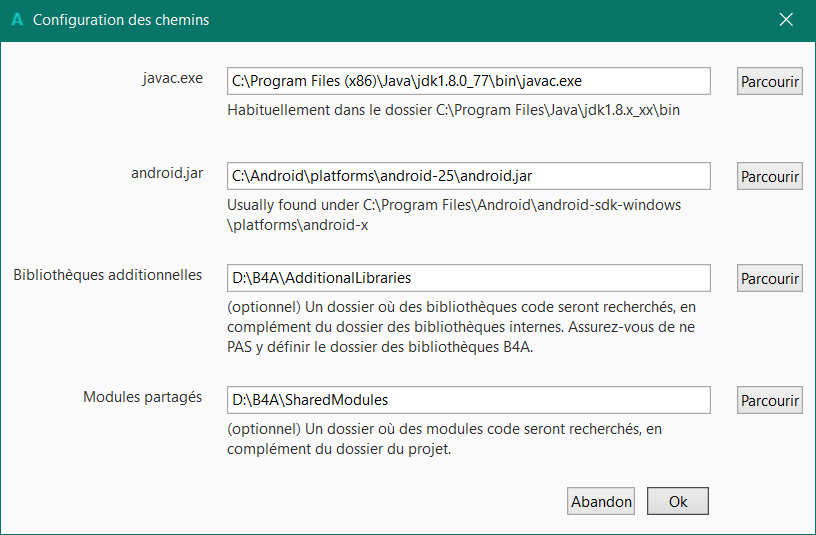 A Configuration des chemins
javac.exe
C:\Program Files (x86)\Java\jdk1.8.0_77\bin\javac.exe
Parcourir
Habituellement dans le dossier C:\Program Files\Java\jdk1.8.x_xx\bin
android.jar
C:\Android\platforms\android-25\android.jar
Parcourir
Usually found under C:\Program Files\Android\android-sdk-windows
\platforms\android-x
Bibliothèques additionnelles
D:\B4A\AdditionalLibraries
Parcourir
(optionnel) Un dossier où des bibliothèques code seront recherchés, en
complément du dossier des bibliothèques internes. Assurez-vous de ne
PAS y définir le dossier des bibliothèques B4A.
Modules partagés
D:\B4A\SharedModules
Parcourir
(optionnel) Un dossier où des modules code seront recherchés, en
complément du dossier du projet.
Abandon
Ok